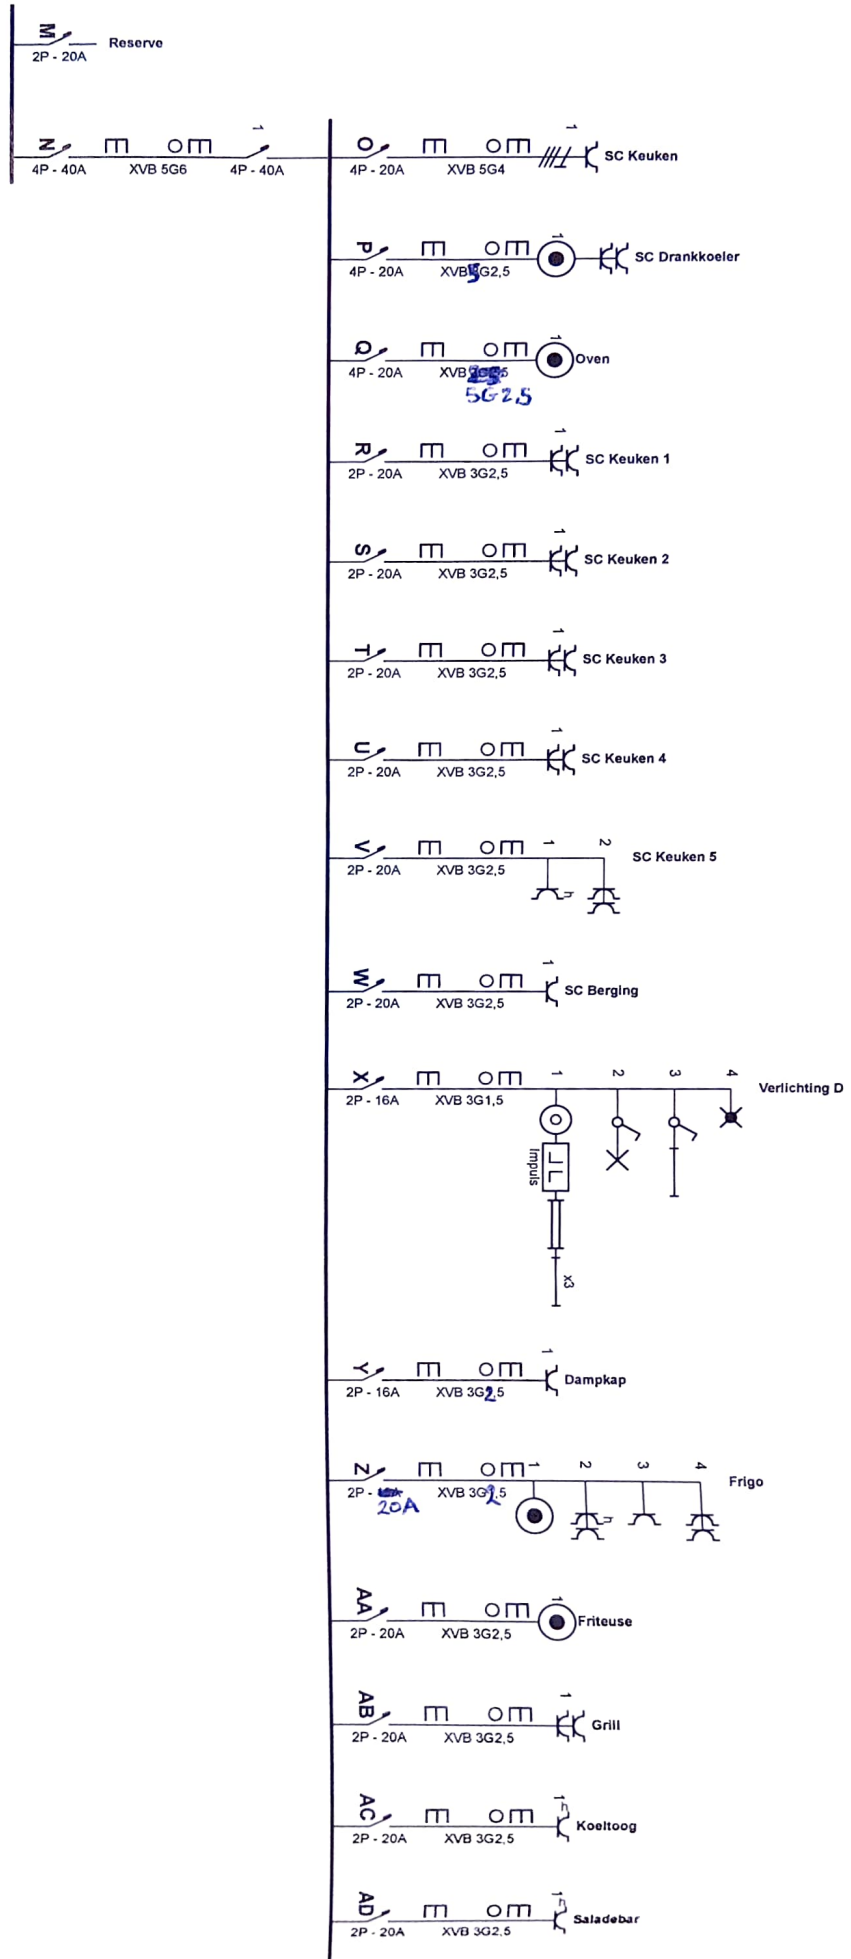 M
Reserve
2P - 20A
N 1 O 1
SC Keuken
4P - 40A XVB 5G6 4P - 40A 4P - 20A XVB 5G4
P 1
SC Drankkoeler
4P - 20A XVB 5G2,5
Q 1
Oven
4P - 20A XVB
5G2,5
R 1
SC Keuken 1
2P - 20A XVB 3G2,5
S 1
SC Keuken 2
2P - 20A XVB 3G2,5
T 1
SC Keuken 3
2P - 20A XVB 3G2,5
U 1
SC Keuken 4
2P - 20A XVB 3G2,5
V 1 2
SC Keuken 5
2P - 20A XVB 3G2,5
h
W 1
SC Berging
2P - 20A XVB 3G2,5
X 1 2 3 4
Verlichting D
2P - 16A XVB 3G1,5
Impuls
x3
Y 1
Dampkap
2P - 16A XVB 3G2,5
Z 1 2 3 4
Frigo
2P - XVB 3G2,5
20A
h
AA 1
Friteuse
2P - 20A XVB 3G2,5
AB 1
Grill
2P - 20A XVB 3G2,5
AC 1 h
Koeltoog
2P - 20A XVB 3G2,5
AD 1 h
Saladebar
2P - 20A XVB 3G2,5